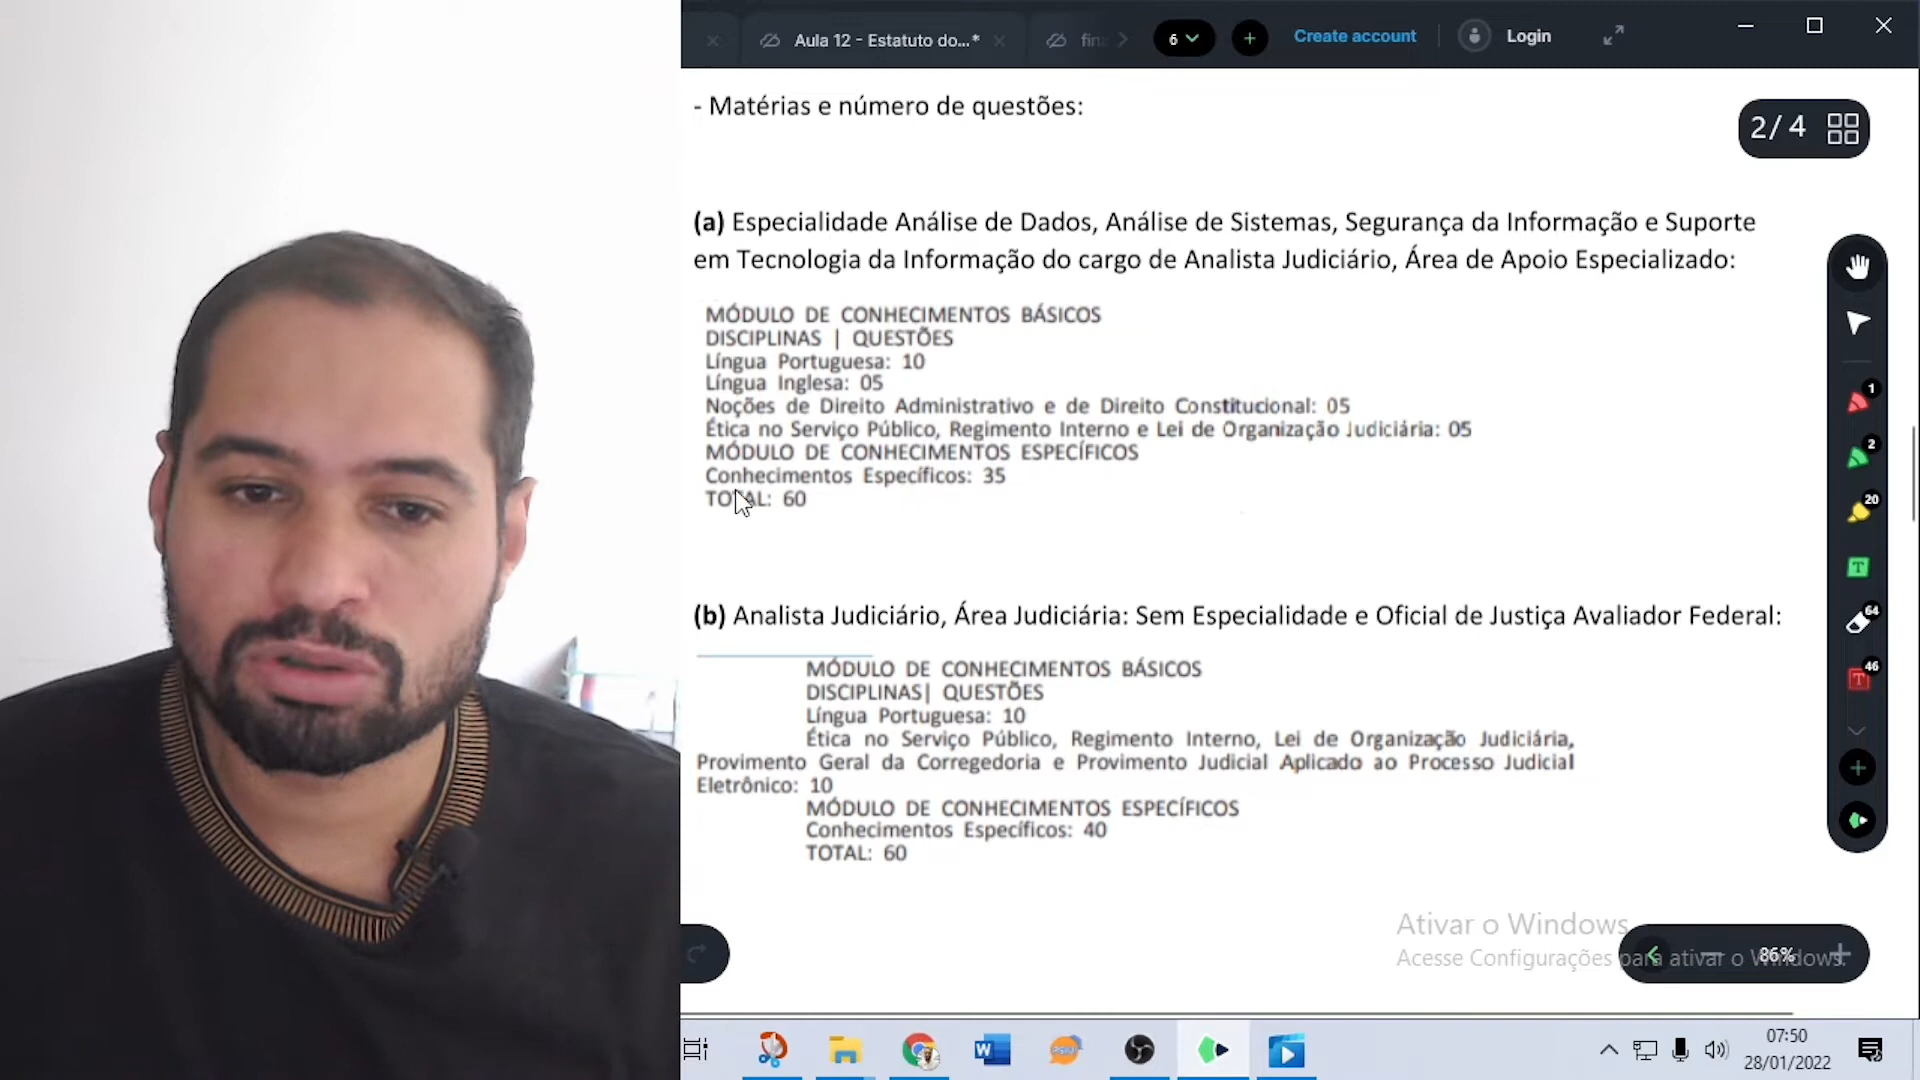 Aula 12 - Estatuto do...*
6
+
Create account
Login
- Matérias e número de questões:
2/ 4
(a) Especialidade Análise de Dados, Análise de Sistemas, Segurança da Informação e Suporte
em Tecnologia da Informação do cargo de Analista Judiciário, Área de Apoio Especializado:
MÓDULO DE CONHECIMENTOS BÁSICOS
DISCIPLINAS | QUESTÕES
Língua Portuguesa: 10
Língua Inglesa: 05
Noções de Direito Administrativo e de Direito Constitucional: 05
Ética no Serviço Público, Regimento Interno e Lei de Organização Judiciária: 05
MÓDULO DE CONHECIMENTOS ESPECÍFICOS
Conhecimentos Específicos: 35
TOTAL: 60
1
2
20
T
64
46
T
(b) Analista Judiciário, Área Judiciária: Sem Especialidade e Oficial de Justiça Avaliador Federal:
MÓDULO DE CONHECIMENTOS BÁSICOS
DISCIPLINAS| QUESTÕES
Língua Portuguesa: 10
Ética no Serviço Público, Regimento Interno, Lei de Organização Judiciária,
Provimento Geral da Corregedoria e Provimento Judicial Aplicado ao Processo Judicial
Eletrônico: 10
MÓDULO DE CONHECIMENTOS ESPECÍFICOS
Conhecimentos Específicos: 40
TOTAL: 60
Ativar o Windows
Acesse Configurações para ativar o Windows.
86%
W
07:50
28/01/2022